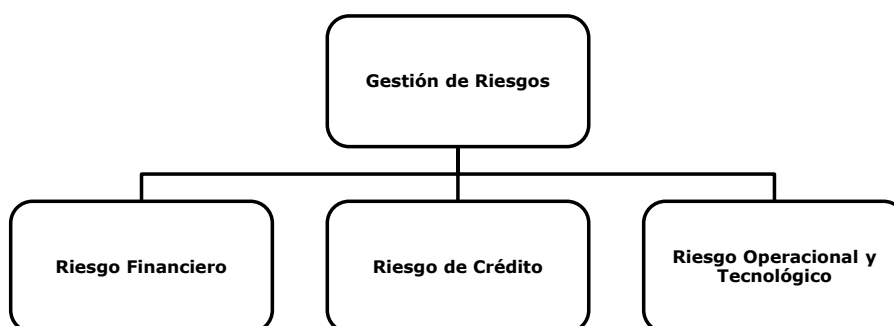 Gestión de Riesgos
Riesgo Financiero
Riesgo de Crédito
Riesgo Operacional y
Tecnológico